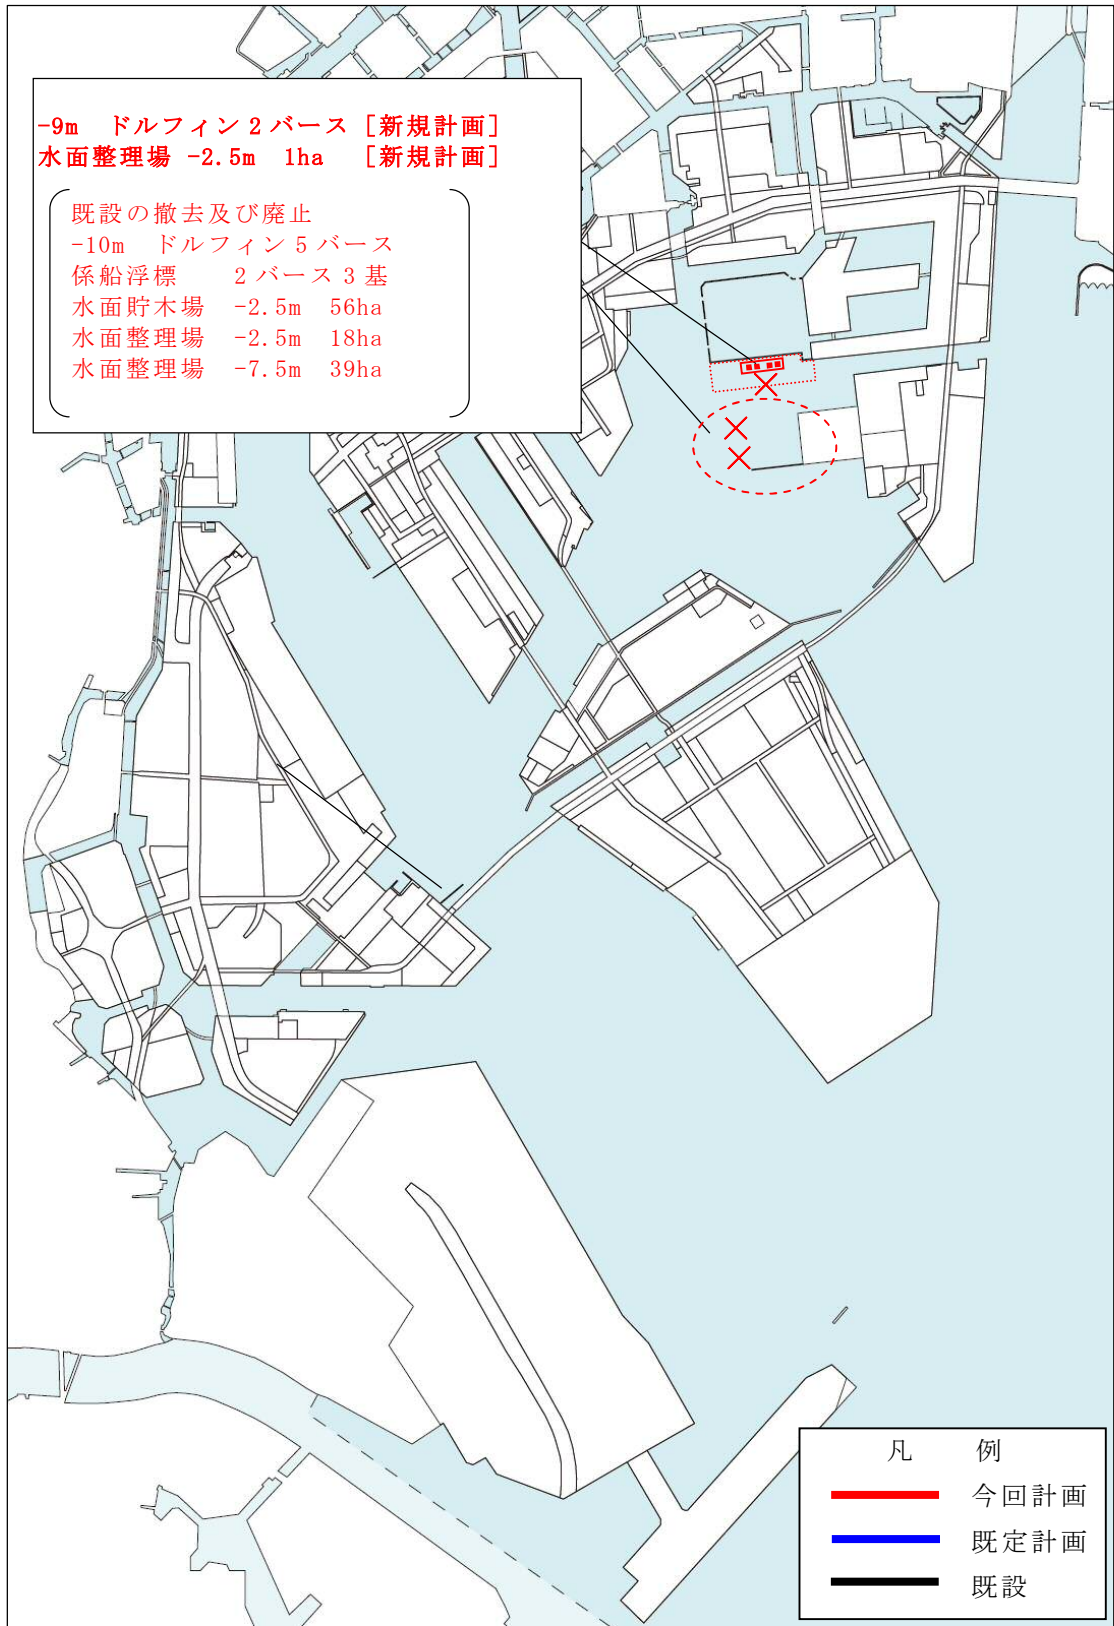 -9m ドルフィン2バース [新規計画]
水面整理場 -2.5m 1ha [新規計画]
既設の撤去及び廃止
-10m ドルフィン5バース
係船浮標 2バース3基
水面貯木場 -2.5m 56ha
水面整理場 -2.5m 18ha
水面整理場 -7.5m 39ha
凡 例
今回計画
既定計画
既設